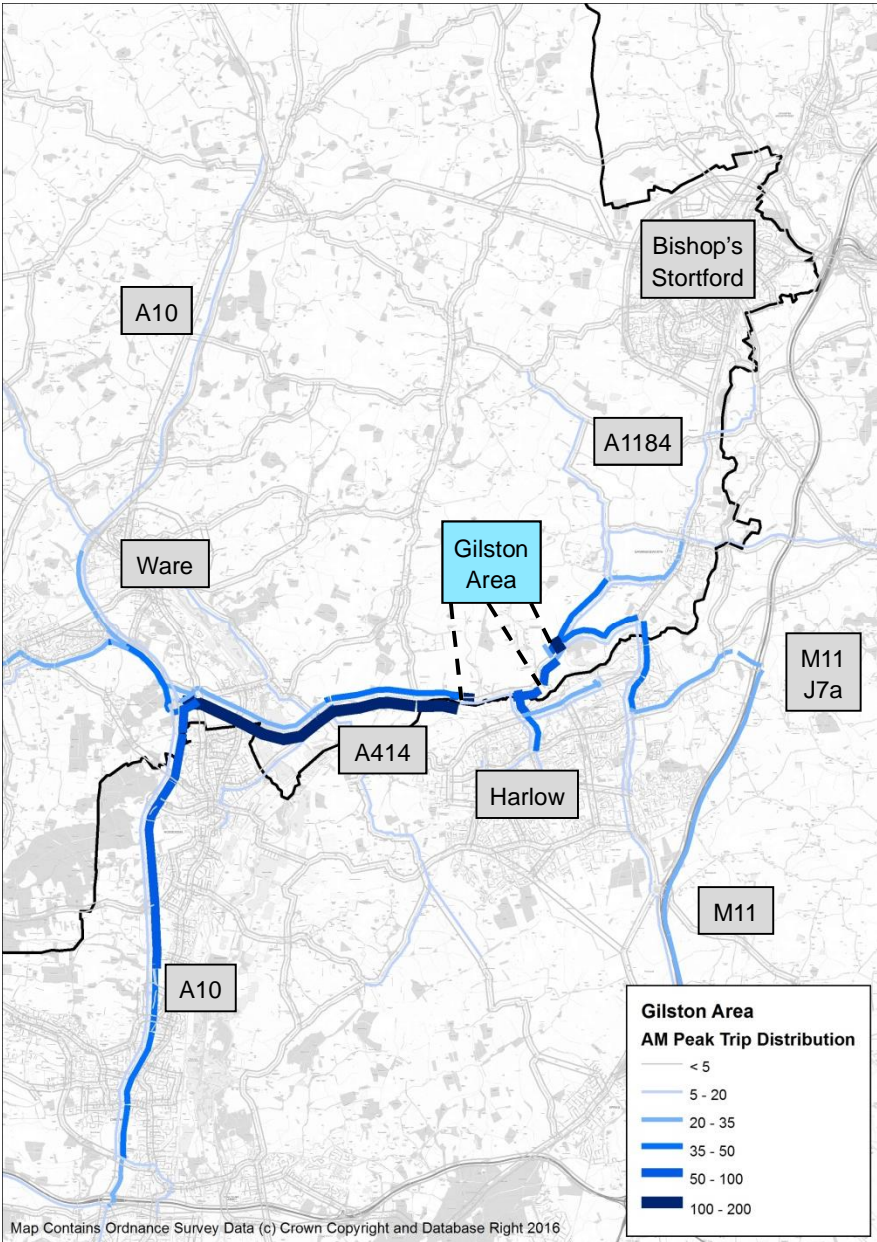 Bishop's
Stortford
A10
A1184
Gilston
Area
Ware
M11
J7a
A414
Harlow
M11
A10
Gilston Area
AM Peak Trip Distribution
< 5
5 - 20
20 - 35
35 - 50
50 - 100
100 - 200
Map Contains Ordnance Survey Data (c) Crown Copyright and Database Right 2016